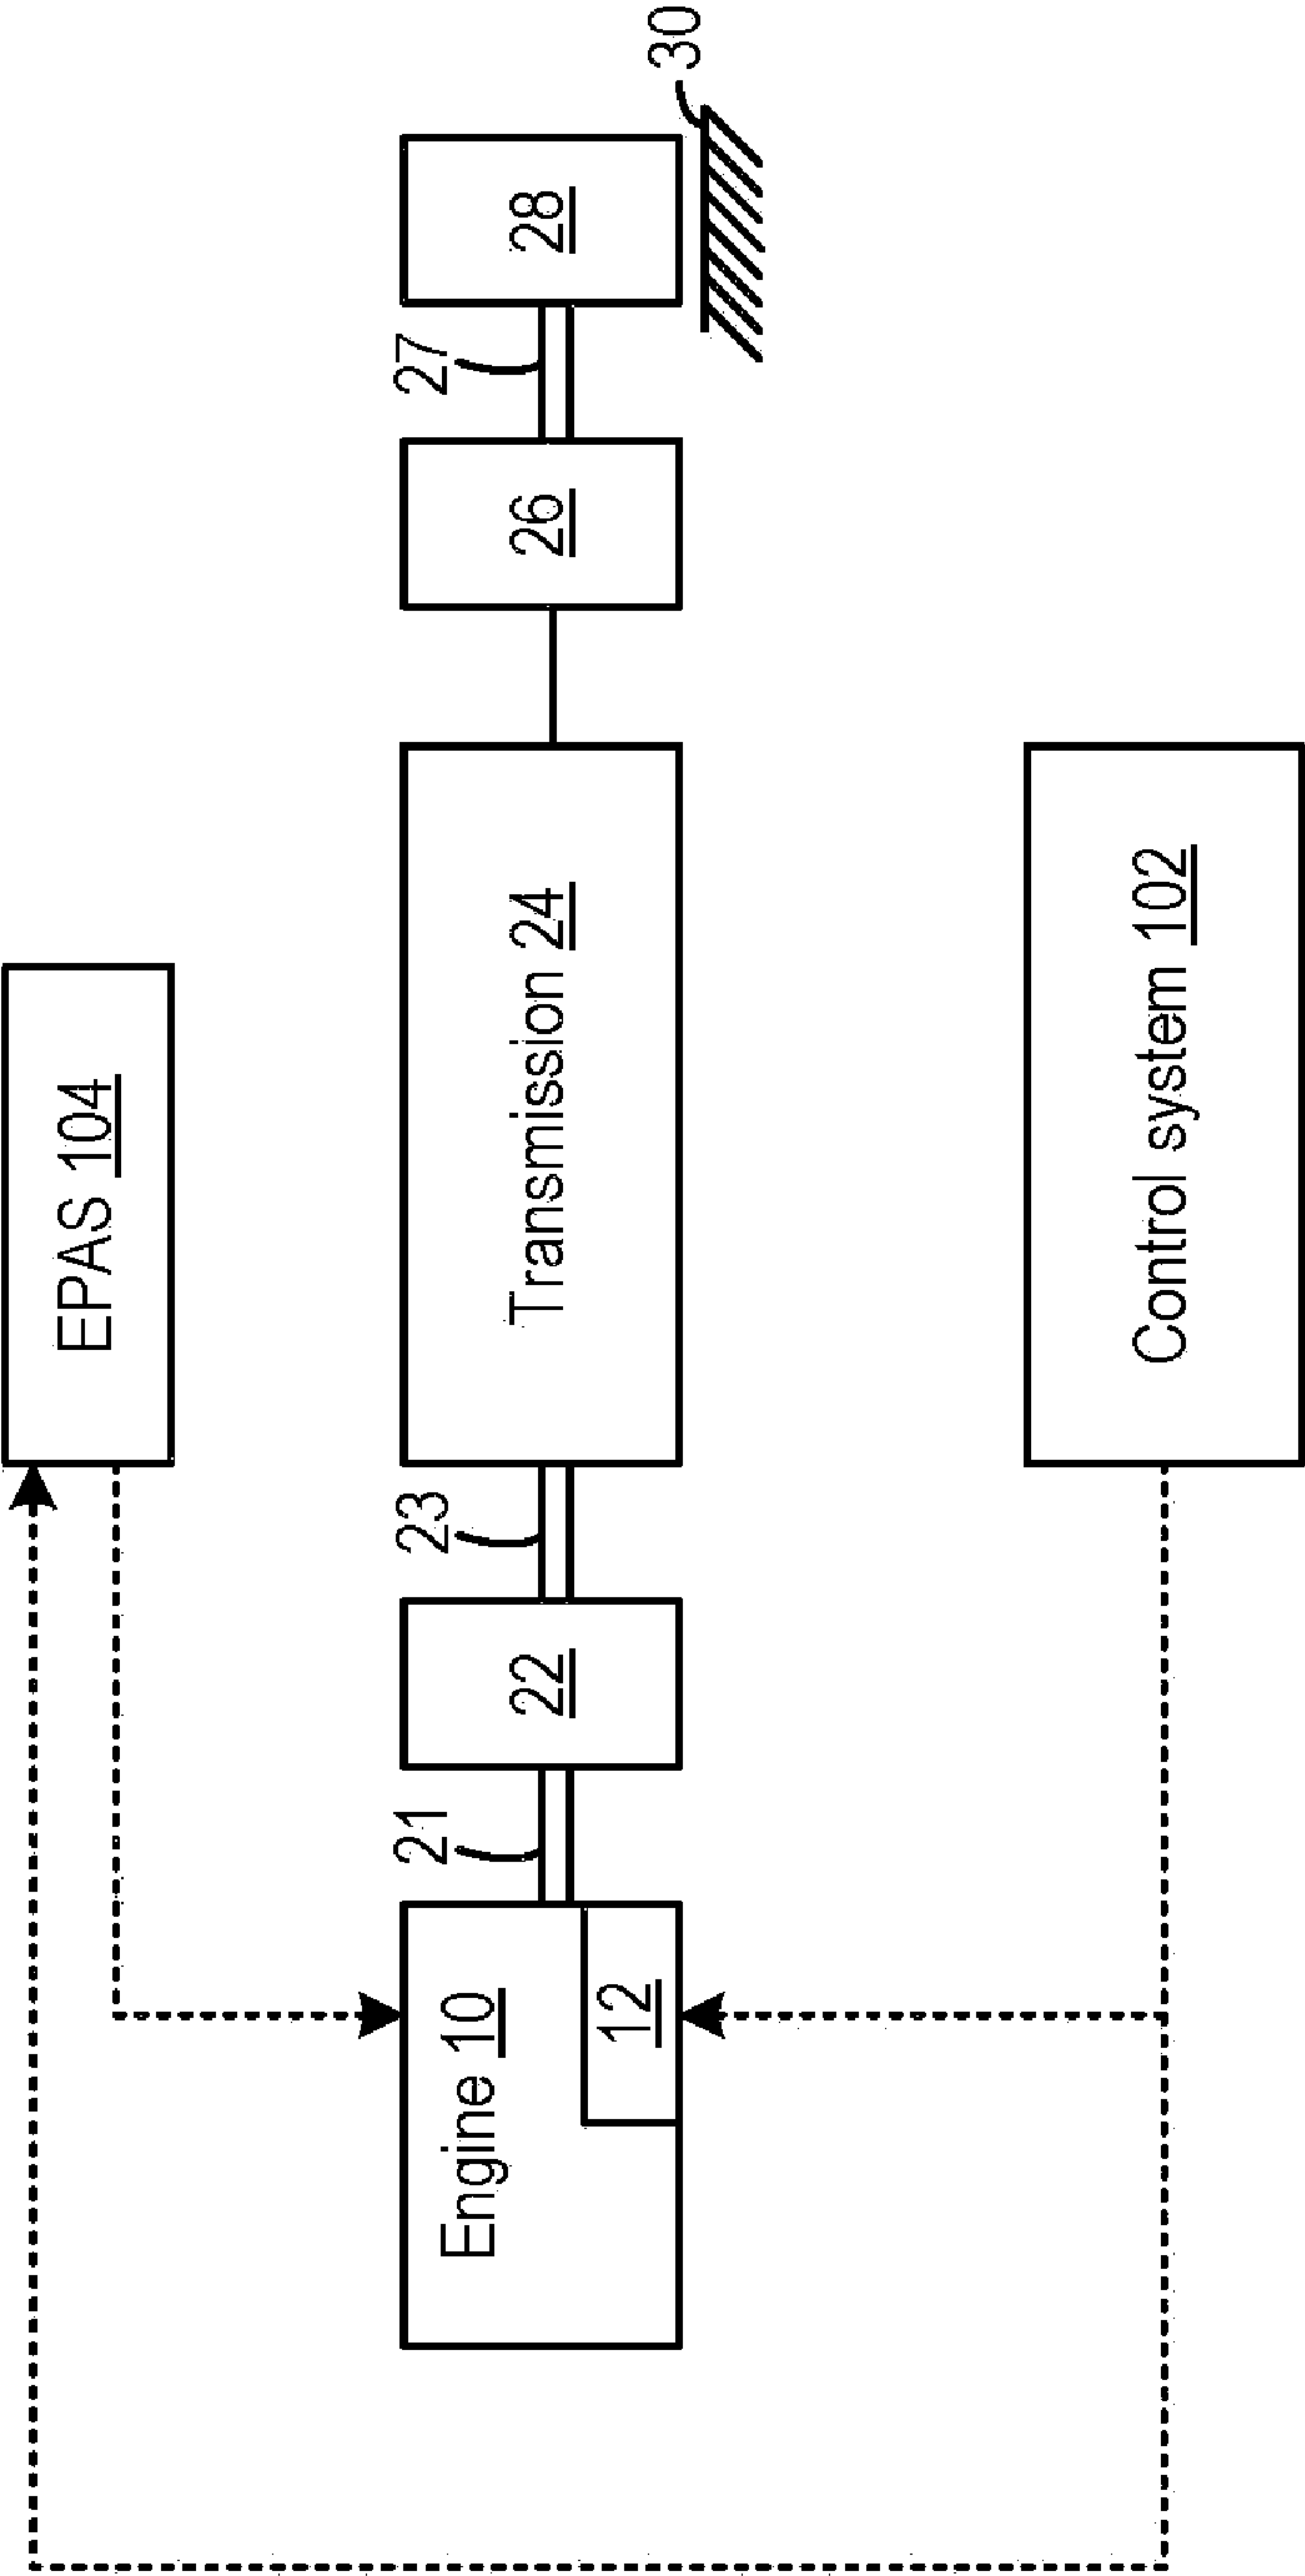 EPAS 104
Engine 10
12
21
22
23
Transmission 24
26
27
28
30
Control system 102